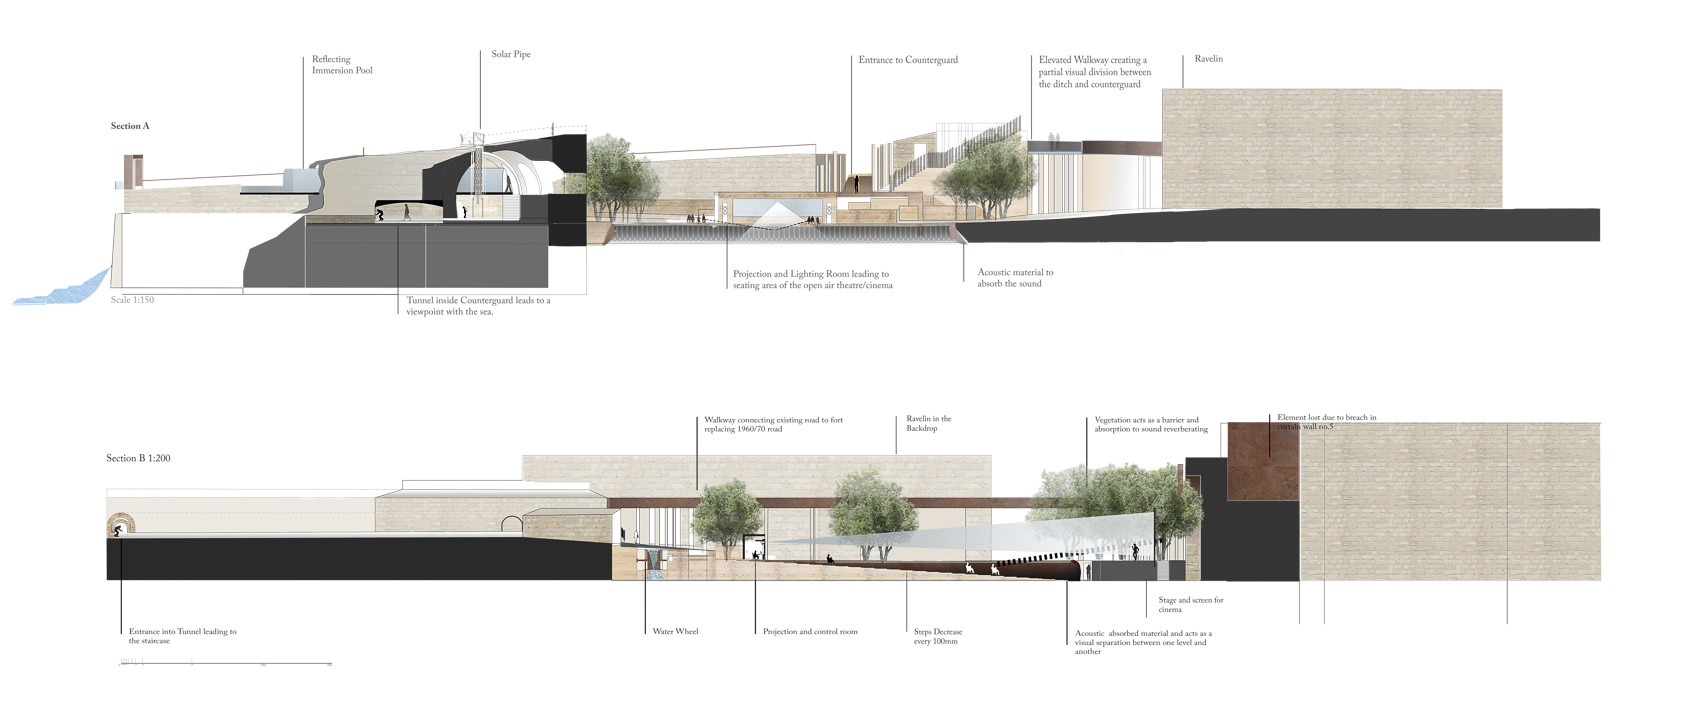 Reflecting
Immersion Pool
Solar Pipe
Entrance to Counterguard
Elevated Walkway creating a
partial visual division between
the ditch and counterguard
Ravelin
Section A
Projection and Lighting Room leading to
seating area of the open air theatre/cinema
Acoustic material to
absorb the sound
Scale 1:150
Tunnel inside Counterguard leads to a
viewpoint with the sea.
Walkway connecting existing road to fort
replacing 1960/70 road
Ravelin in the
Backdrop
Vegetation acts as a barrier and
absorption to sound reverberating
Element lost due to breach in
curtain wall no.5
Section B 1:200
Entrance into Tunnel leading to
the staircase
Water Wheel
Projection and control room
Steps Decrease
every 100mm
Stage and screen for
cinema
Acoustic absorbed material and acts as a
visual separation between one level and
another